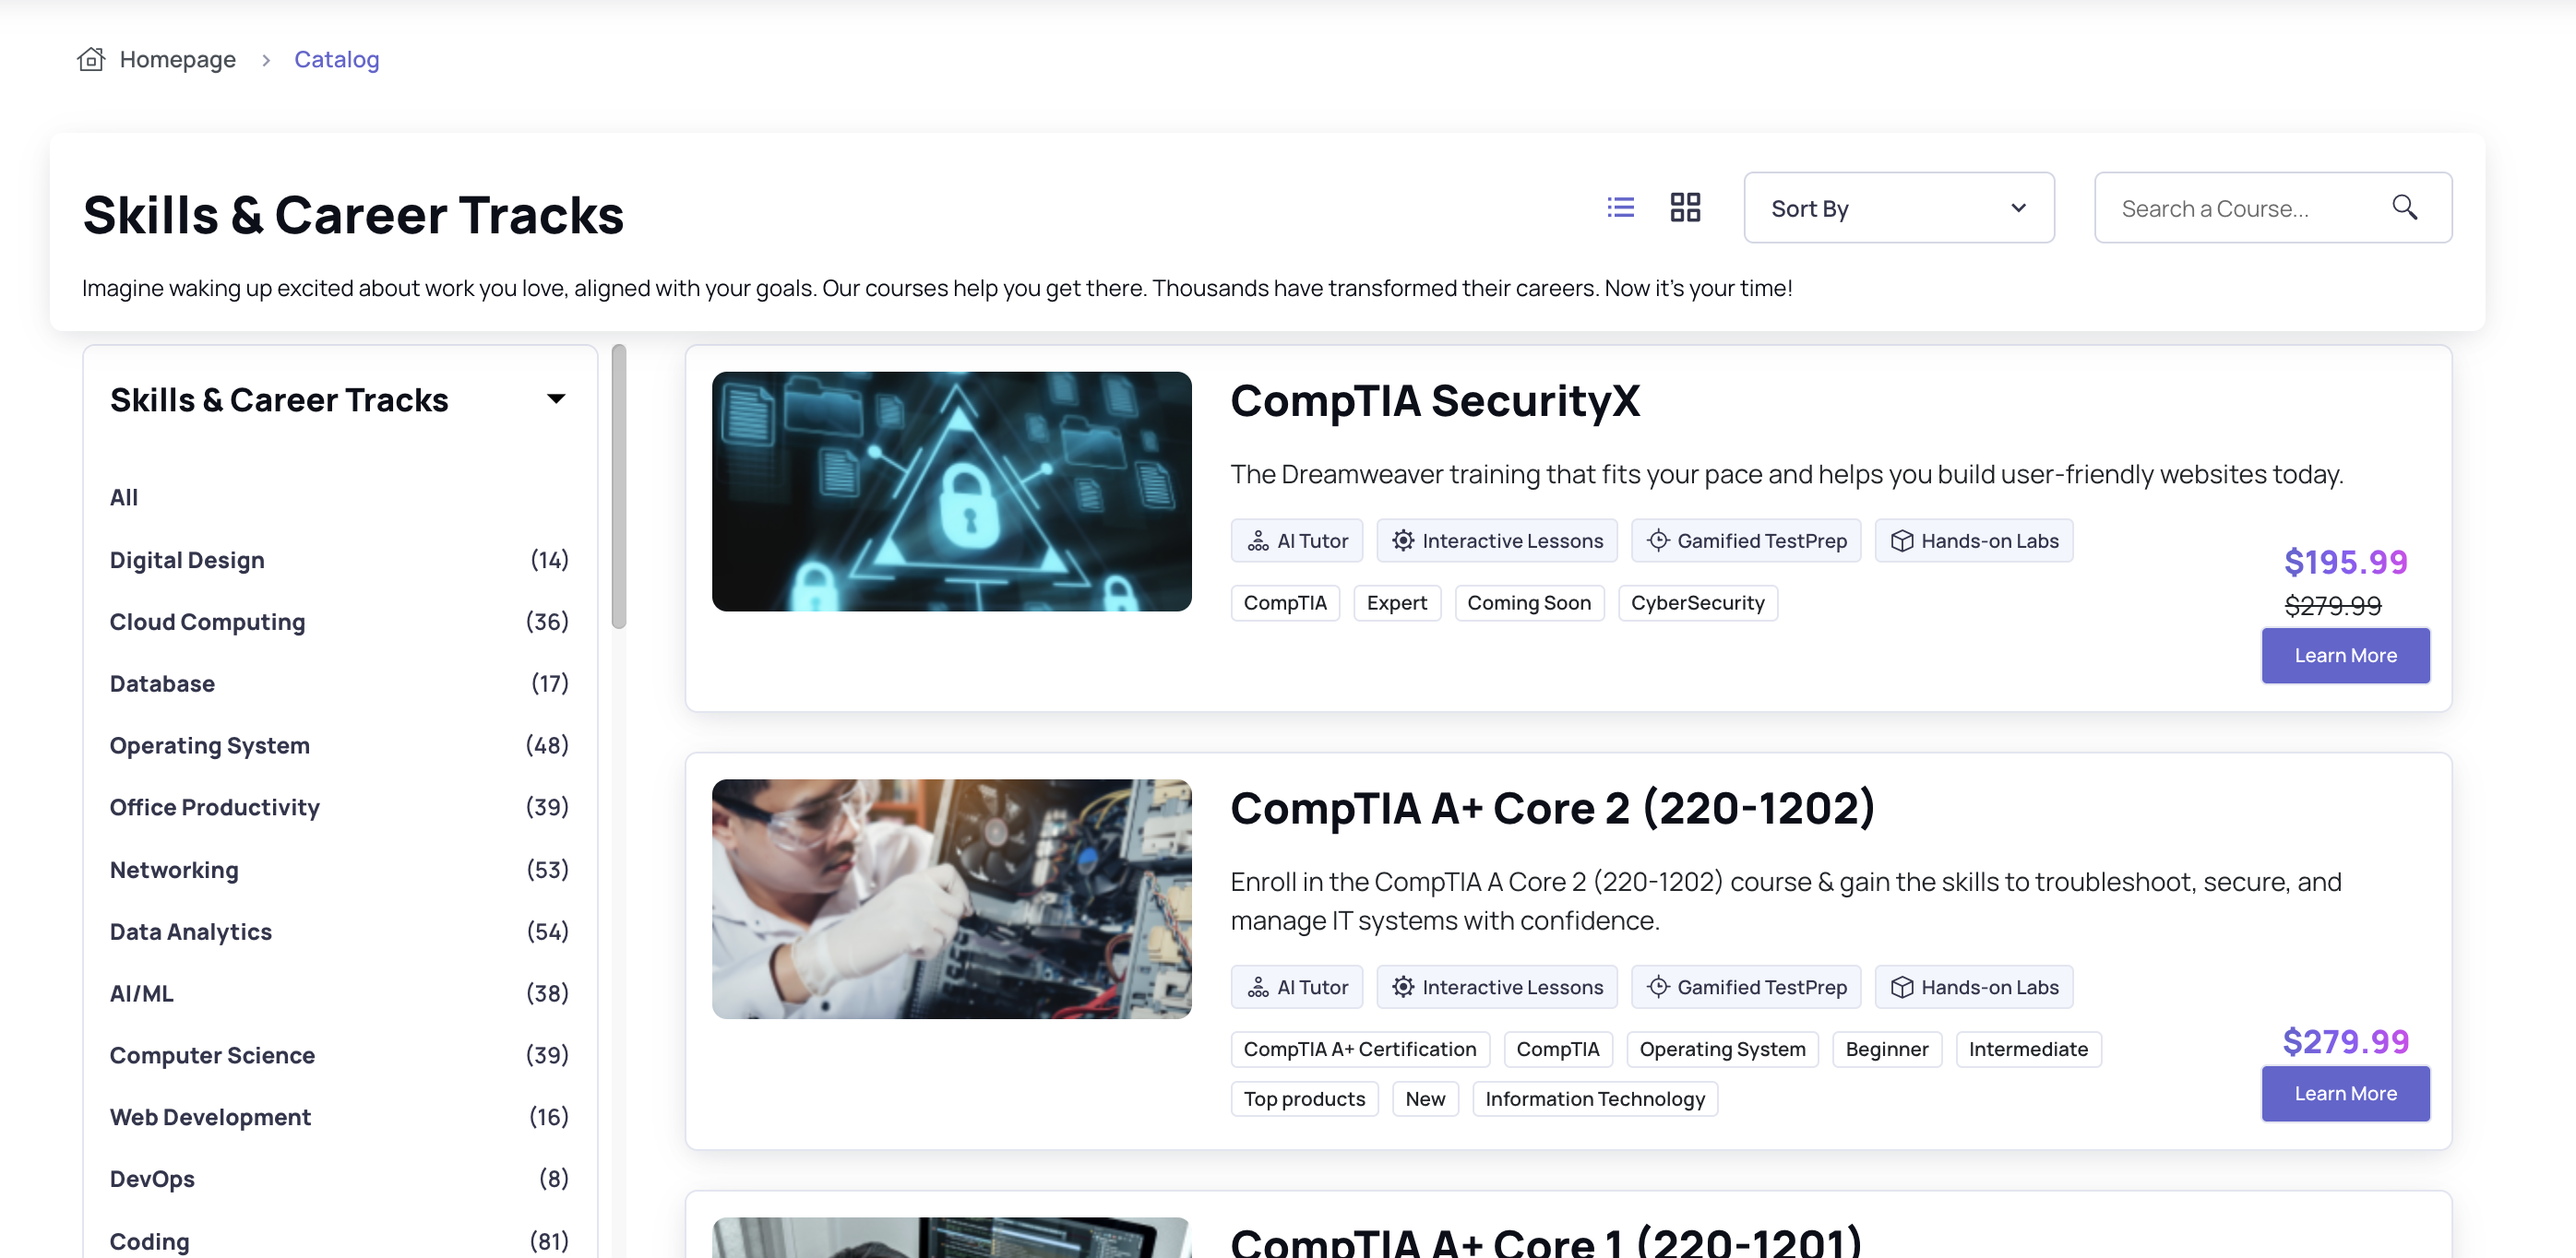 Homepage > Catalog
Skills & Career Tracks
Sort By
Search a Course...
Imagine waking up excited about work you love, aligned with your goals. Our courses help you get there. Thousands have transformed their careers. Now it's your time!
Skills & Career Tracks
All
Digital Design (14)
Cloud Computing (36)
Database (17)
Operating System (48)
Office Productivity (39)
Networking (53)
Data Analytics (54)
AI/ML (38)
Computer Science (39)
Web Development (16)
DevOps (8)
Coding (81)
CompTIA SecurityX
The Dreamweaver training that fits your pace and helps you build user-friendly websites today.
AI Tutor Interactive Lessons Gamified TestPrep Hands-on Labs
CompTIA Expert Coming Soon CyberSecurity
$195.99
$279.99
Learn More
CompTIA A+ Core 2 (220-1202)
Enroll in the CompTIA A Core 2 (220-1202) course & gain the skills to troubleshoot, secure, and
manage IT systems with confidence.
AI Tutor Interactive Lessons Gamified TestPrep Hands-on Labs
CompTIA A+ Certification CompTIA Operating System Beginner Intermediate
Top products New Information Technology
$279.99
Learn More
CompTIA A+ Core 1 (220-1201)